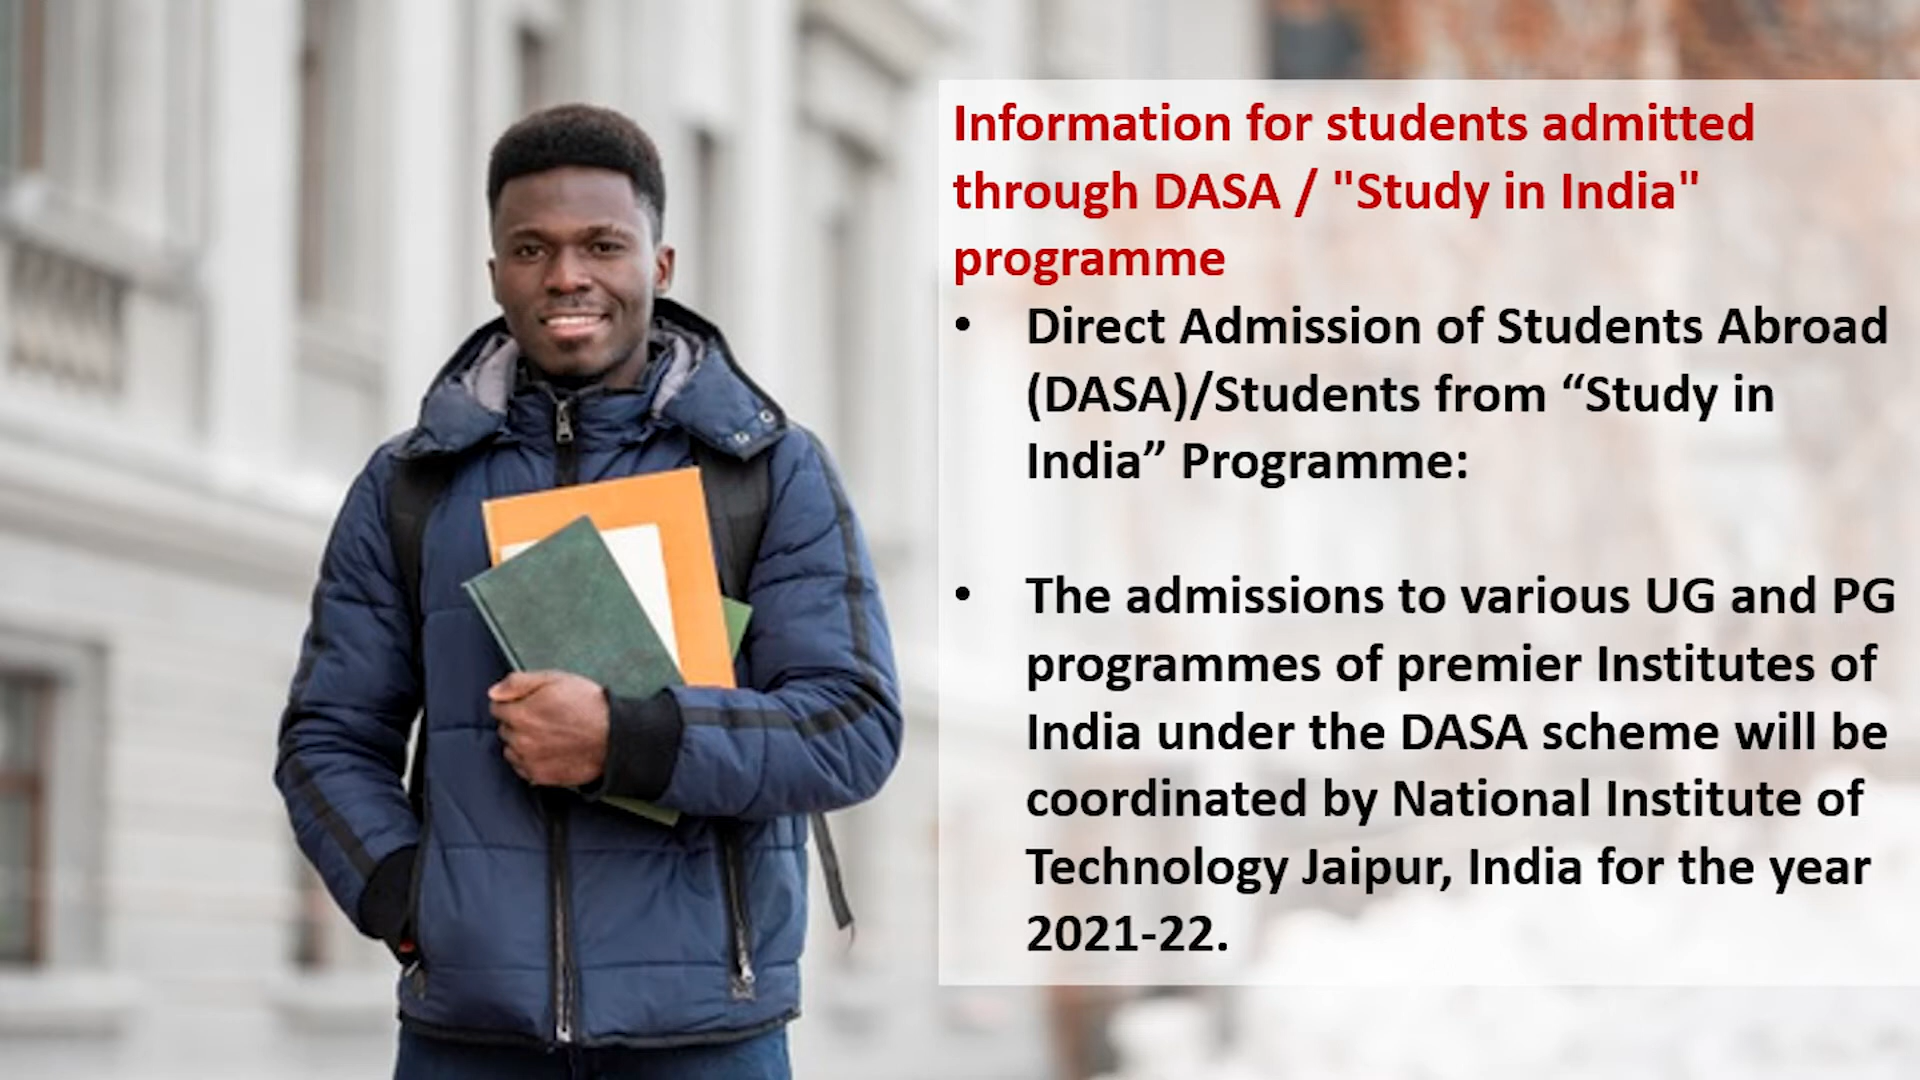 Information for students admitted
through DASA / "Study in India"
programme
• Direct Admission of Students Abroad
(DASA)/Students from “Study in
India” Programme:
• The admissions to various UG and PG
programmes of premier Institutes of
India under the DASA scheme will be
coordinated by National Institute of
Technology Jaipur, India for the year
2021-22.